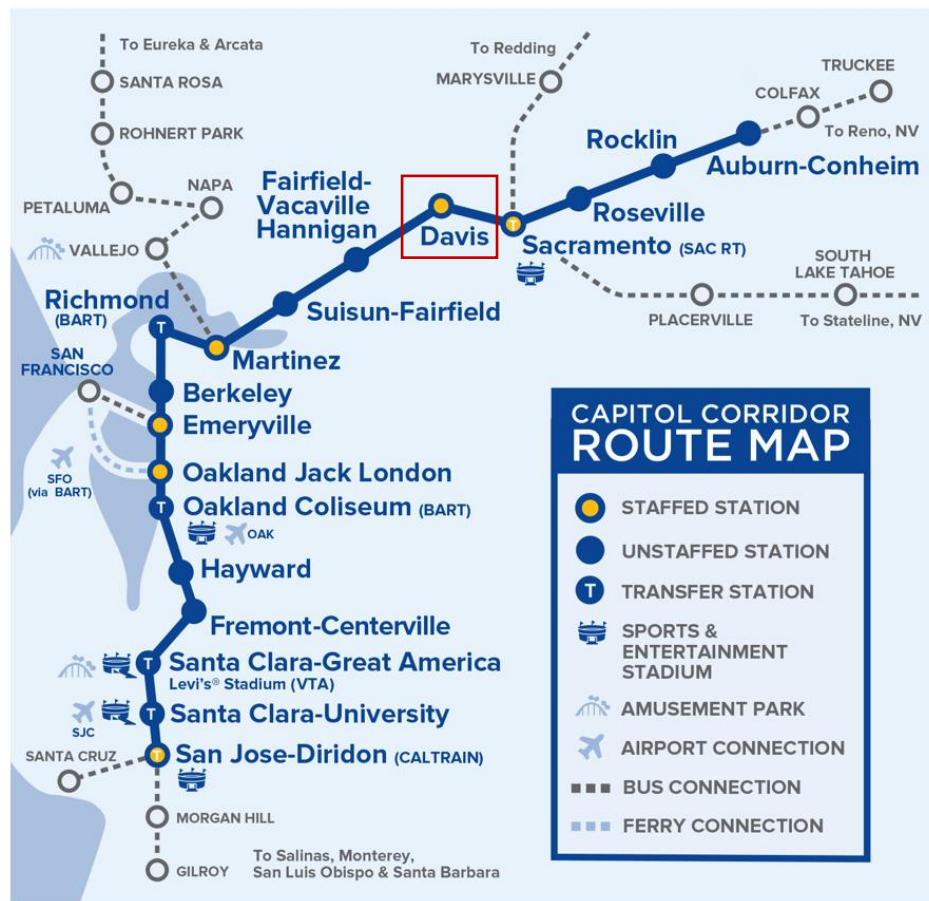 To Eureka & Arcata
SANTA ROSA
ROHNERT PARK
PETALUMA
NAPA
VALLEJO
To Redding
MARYSVILLE
TRUCKEE
COLFAX
To Reno, NV
Rocklin
Auburn-Conheim
Roseville
Fairfield-
Vacaville
Hannigan
Davis
T
Sacramento (SAC RT)
SOUTH
LAKE TAHOE
PLACERVILLE
To Stateline, NV
Suisun-Fairfield
Richmond
(BART)
T
Martinez
SAN
FRANCISCO
Berkeley
Emeryville
SFO
(via BART)
Oakland Jack London
T
Oakland Coliseum (BART)
OAK
Hayward
Fremont-Centerville
T
Santa Clara-Great America
Levi's® Stadium (VTA)
SJC
T
Santa Clara-University
SANTA CRUZ
T
San Jose-Diridon (CALTRAIN)
MORGAN HILL
GILROY
To Salinas, Monterey,
San Luis Obispo & Santa Barbara
CAPITOL CORRIDOR
ROUTE MAP
STAFFED STATION
UNSTAFFED STATION
T
TRANSFER STATION
SPORTS &
ENTERTAINMENT
STADIUM
AMUSEMENT PARK
AIRPORT CONNECTION
BUS CONNECTION
FERRY CONNECTION